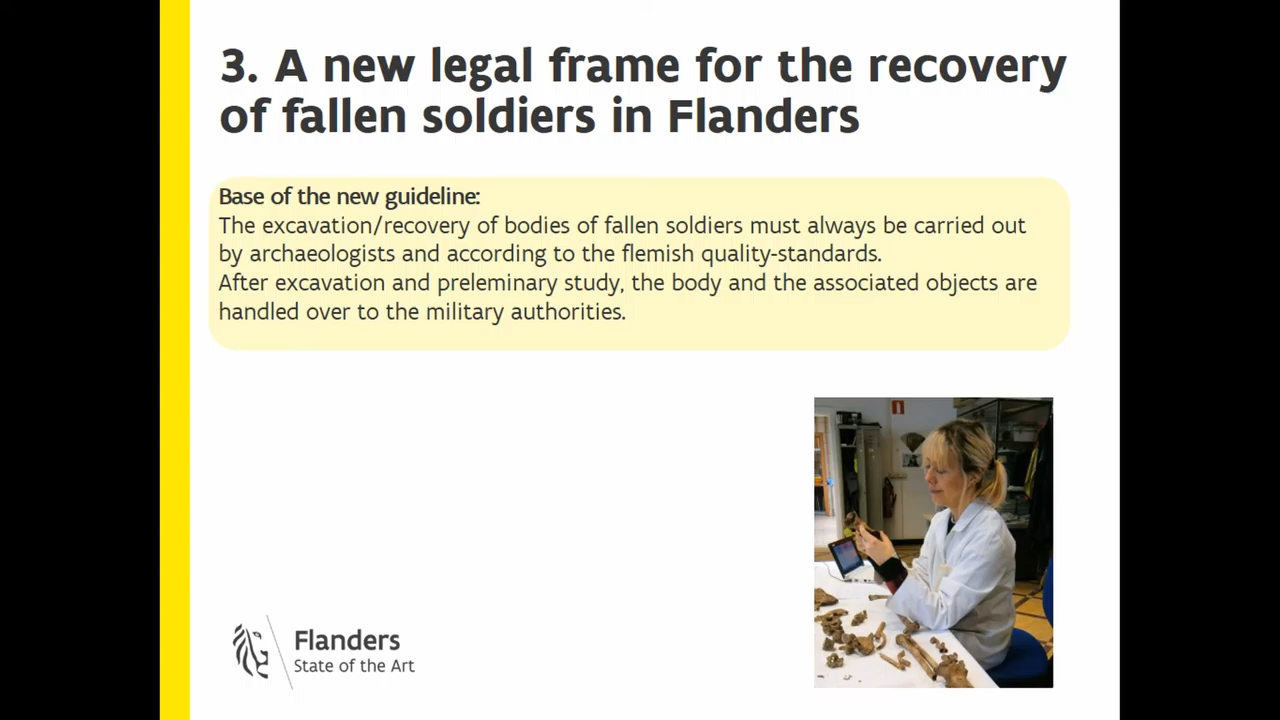 3. A new legal frame for the recovery
of fallen soldiers in Flanders
Base of the new guideline:
The excavation/recovery of bodies of fallen soldiers must always be carried out
by archaeologists and according to the flemish quality-standards.
After excavation and preleminary study, the body and the associated objects are
handled over to the military authorities.
Flanders
State of the Art